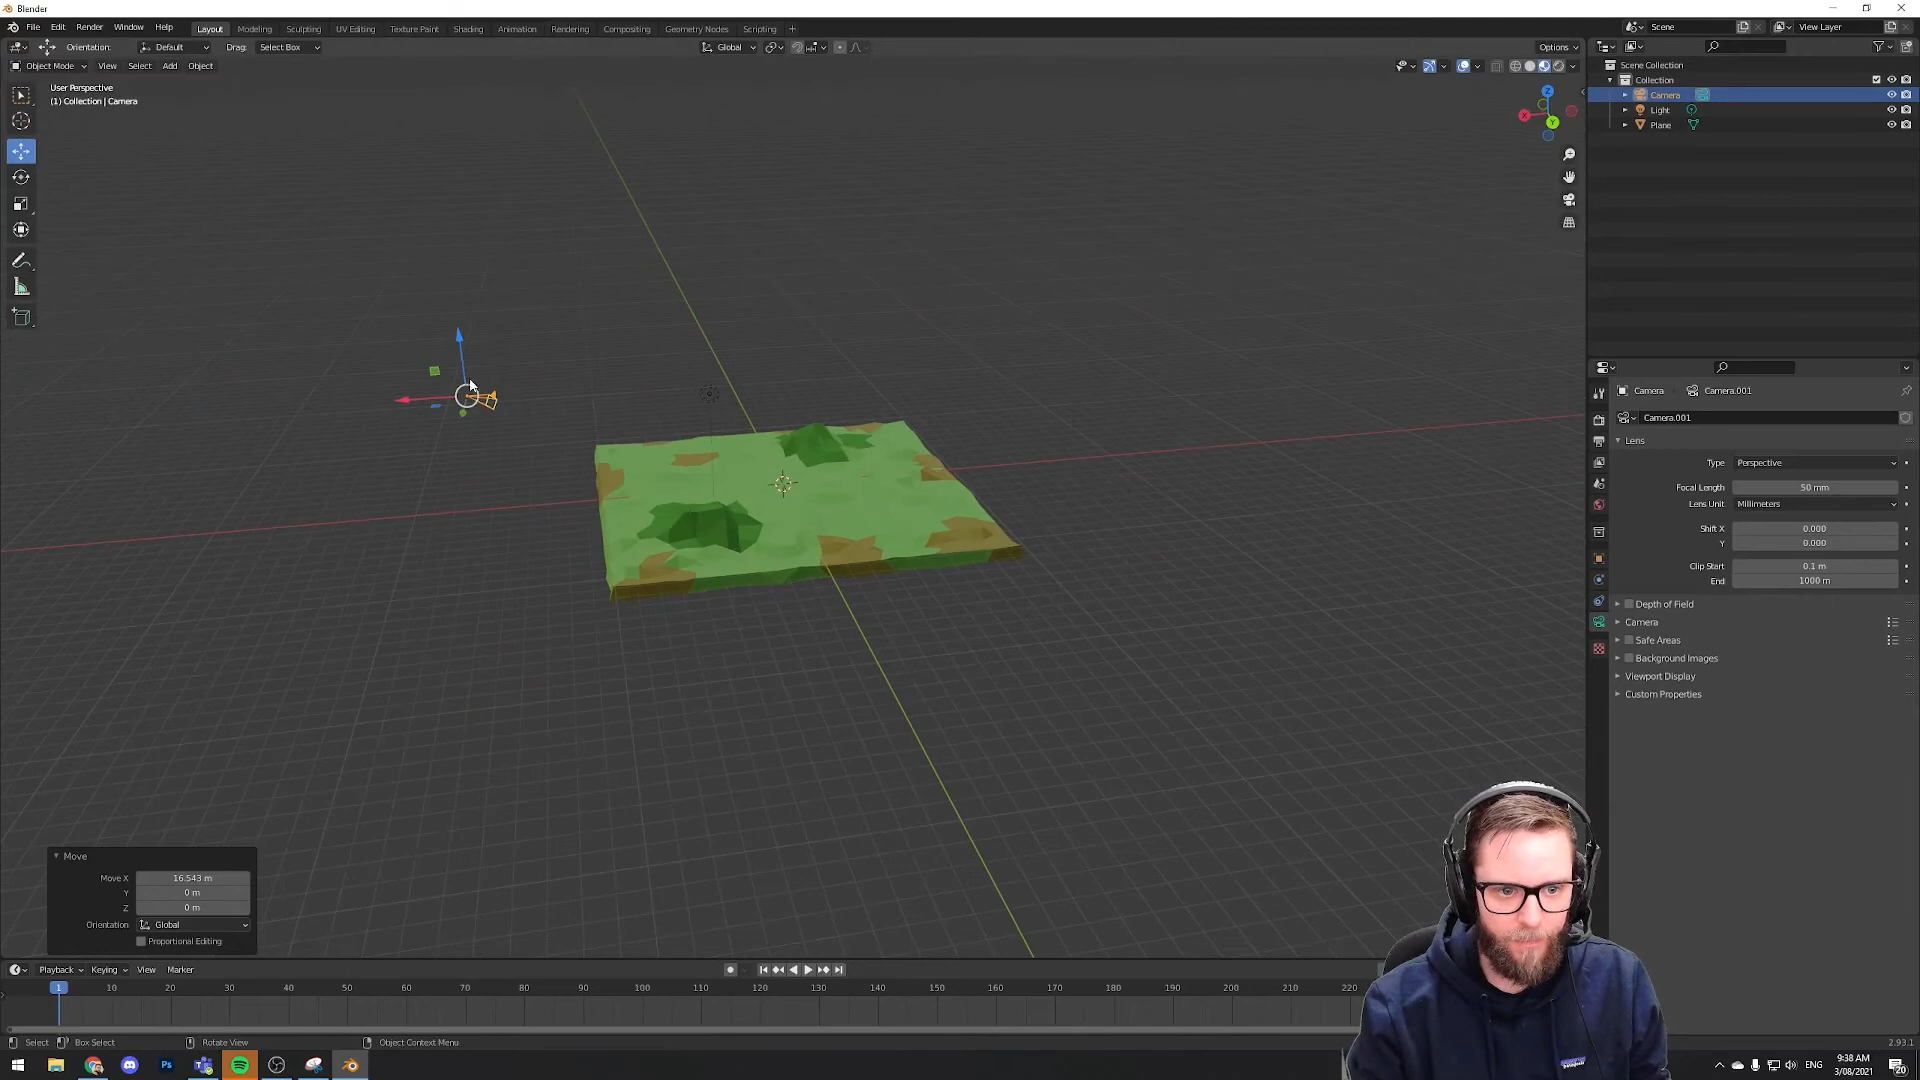 Blender
File Edit Render Window Help
Layout Modeling Sculpting UV Editing Texture Paint Shading Animation Rendering Compositing Geometry Nodes Scripting +
Scene
View Layer
Orientation: Default Drag: Select Box
Global
Options
Object Mode View Select Add Object
User Perspective
(1) Collection | Camera
Z
X
Y
Scene Collection
Collection
Camera
Light
Plane
Camera Camera.001
Camera.001
Lens
Type Perspective
Focal Length 50 mm
Lens Unit Millimeters
Shift X 0.000
Y 0.000
Clip Start 0.1 m
End 1000 m
Depth of Field
Camera
Safe Areas
Background Images
Viewport Display
Custom Properties
Move
Move X 16.543 m
Y 0 m
Z 0 m
Orientation Global
Proportional Editing
Playback Keying View Marker
1 10 20 30 40 50 60 70 80 90 100 110 120 130 140 150 160 170 180 190 200 210 220
Select Box Select Rotate View Object Context Menu
2.93.1
Ps
ENG
9:38 AM
3/08/2021
20